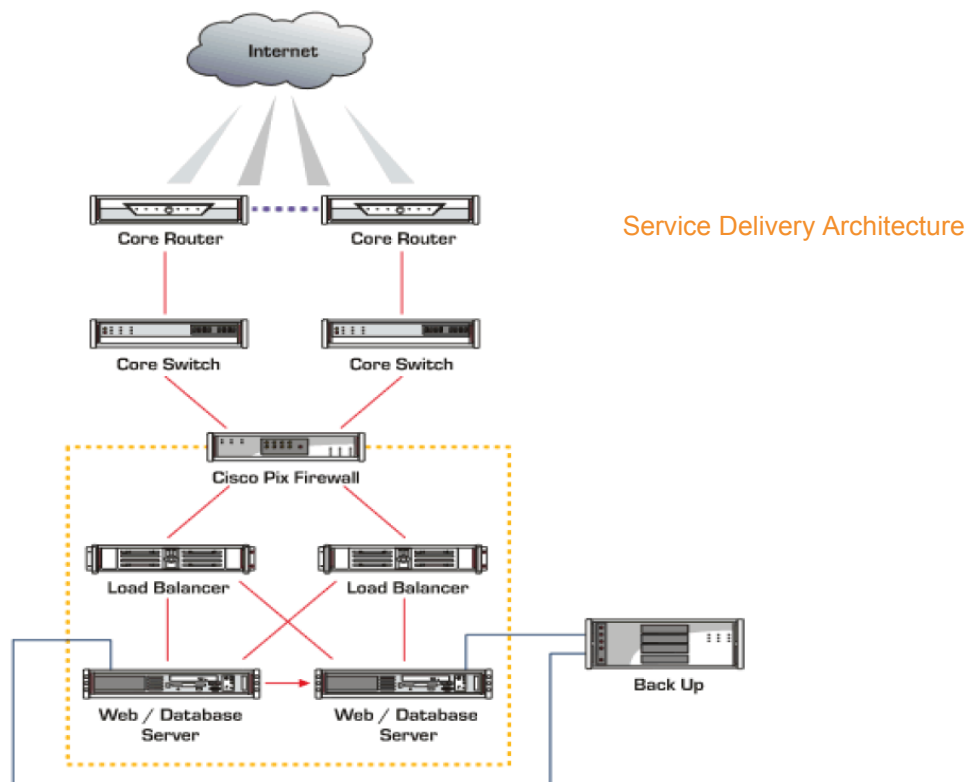 Internet
Core Router
Core Router
Service Delivery Architecture
Core Switch
Core Switch
Cisco Pix Firewall
Load Balancer
Load Balancer
Back Up
Web / Database
Server
Web / Database
Server